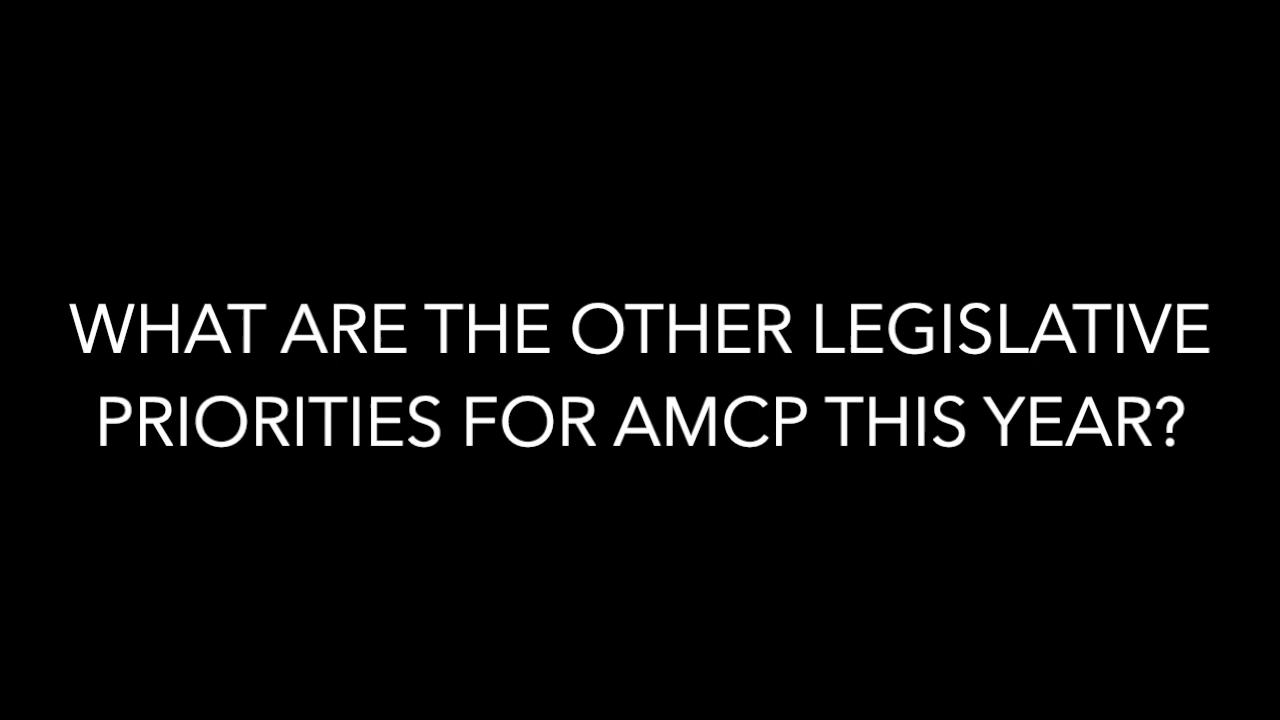 WHAT ARE THE OTHER LEGISLATIVE
PRIORITIES FOR AMCP THIS YEAR?